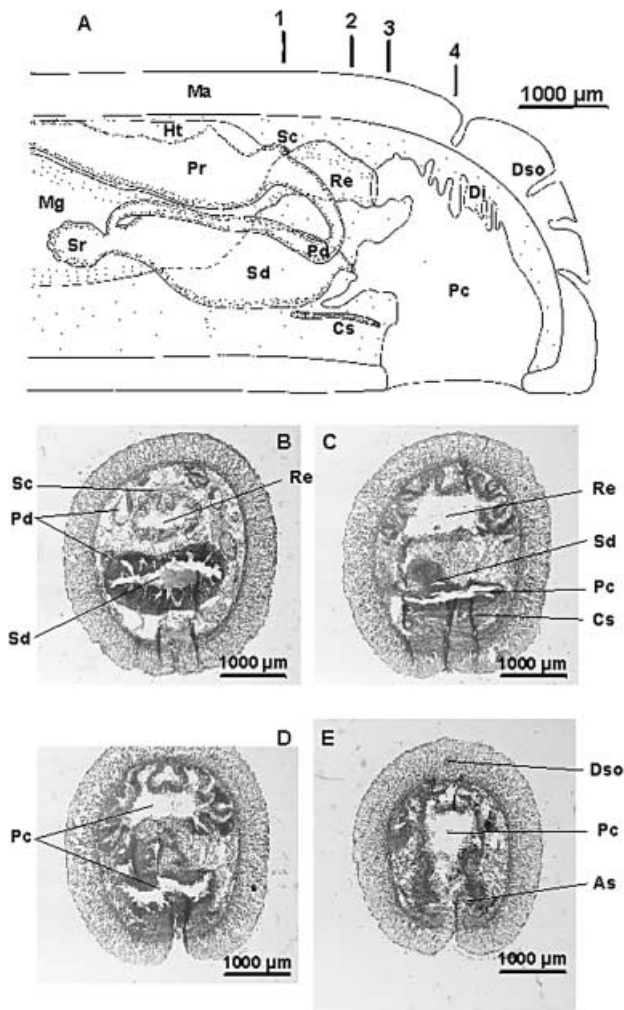 A
1
2
3
4
1000 µm
Ma
Ht
Sc
Dso
Pr
Re
Di
Mg
Sr
Pd
Sd
Pc
Cs
B
C
Sc
Re
Pd
Sd
1000 µm
Re
Sd
Pc
Cs
1000 µm
D
E
Pc
1000 µm
Dso
Pc
As
1000 µm